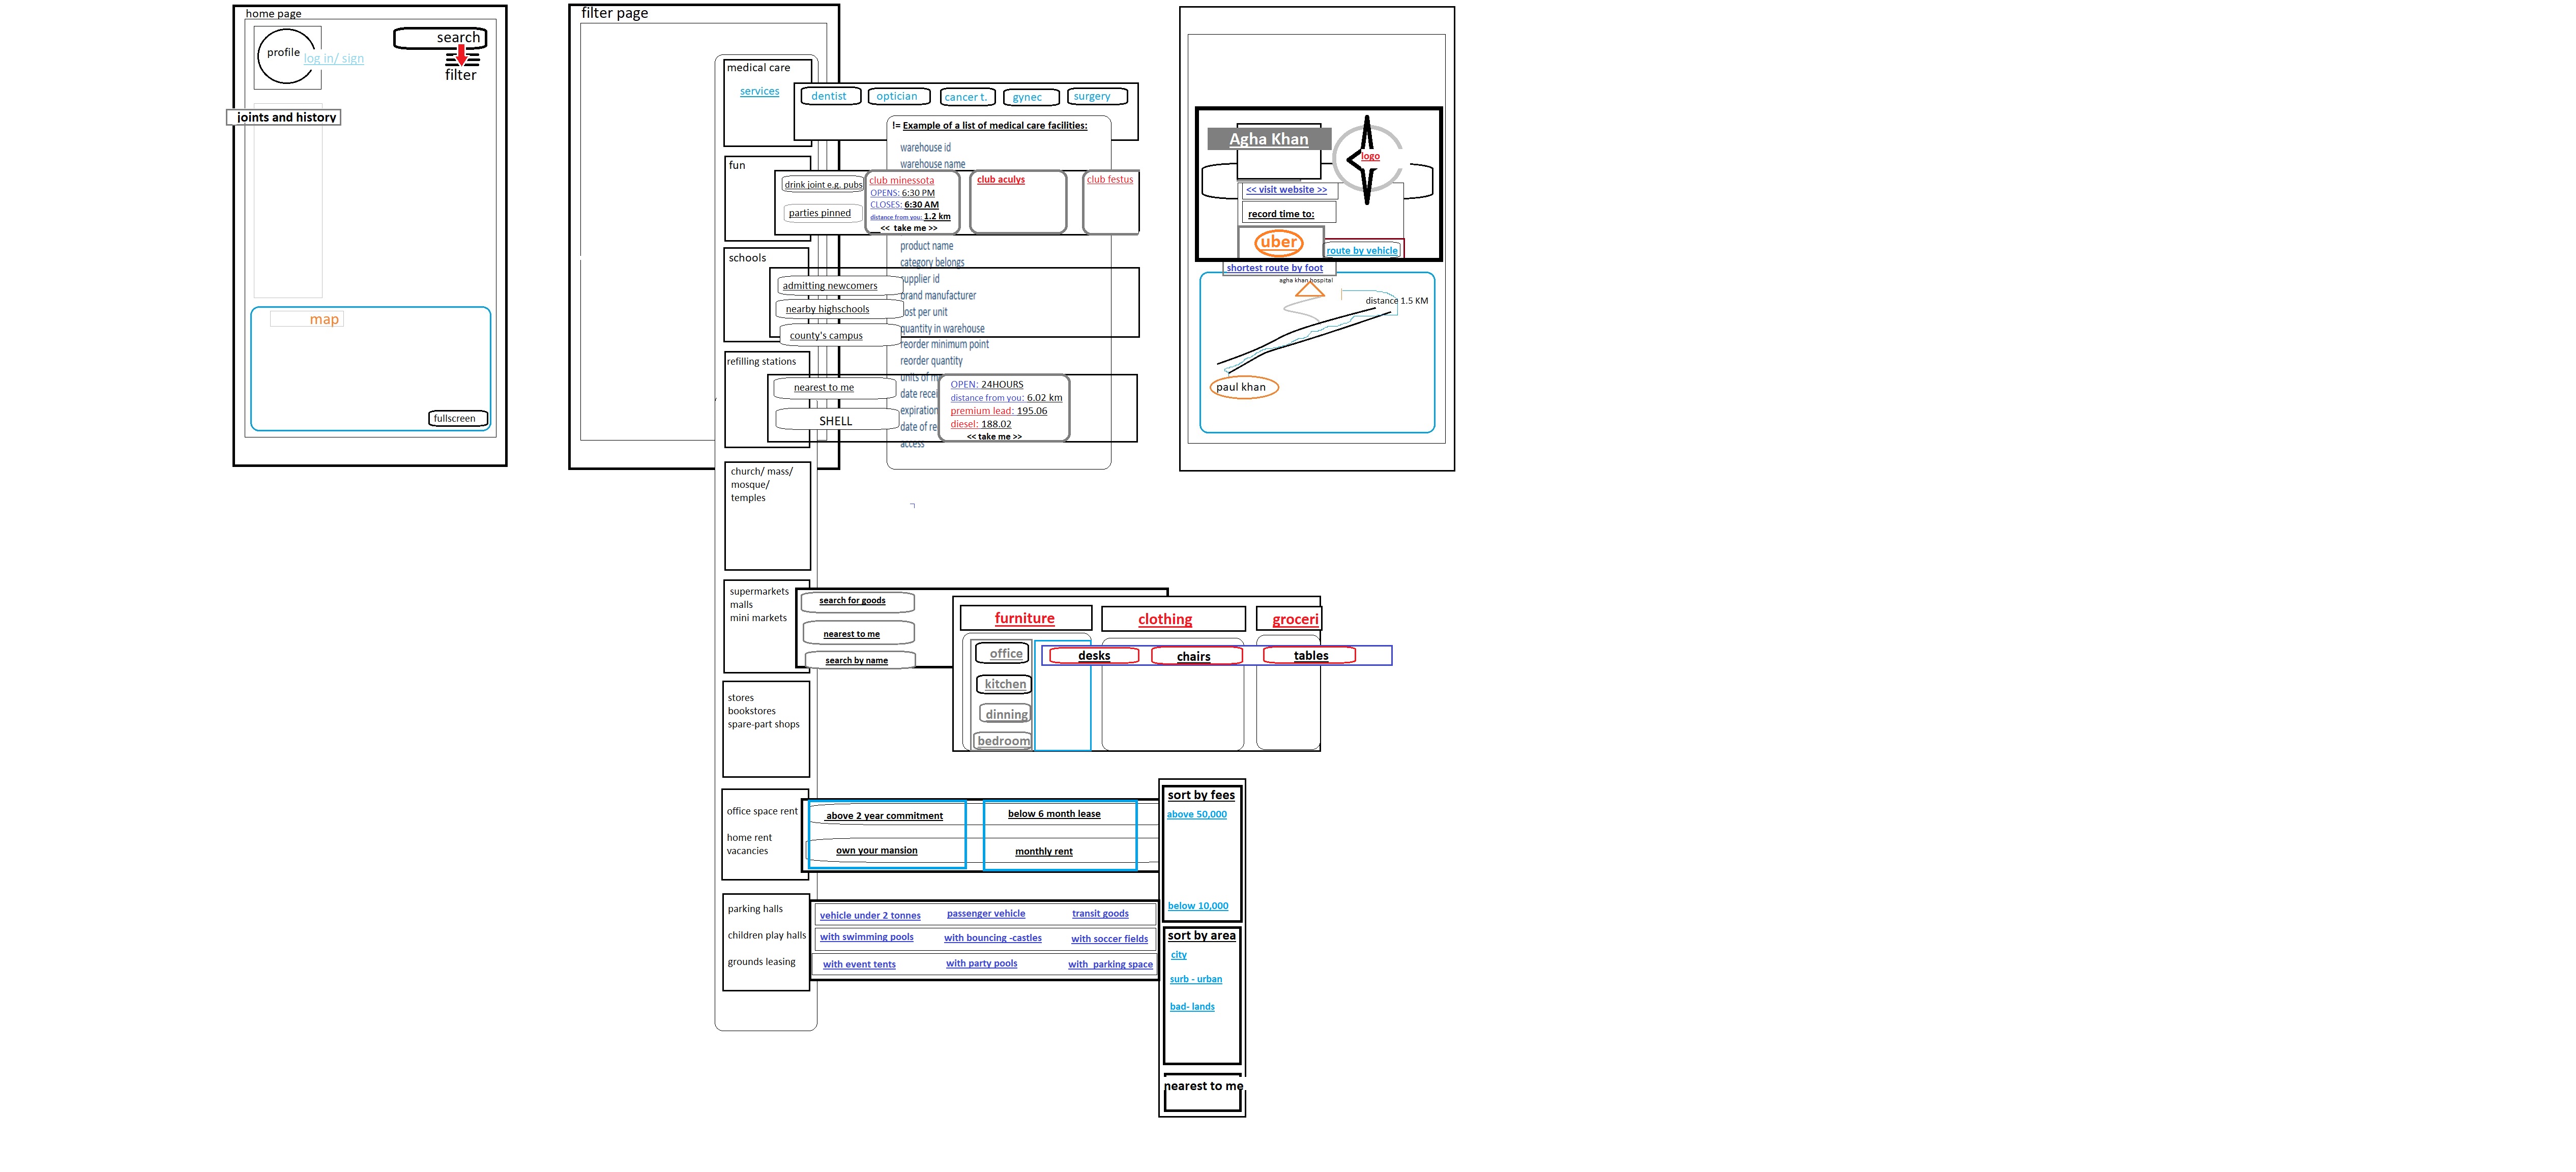 home page
profile
log in/ sign
search
filter
joints and history
map
fullscreen
filter page
medical care
services
dentist
optician
cancer t.
gynec
surgery
!= Example of a list of medical care facilities:
warehouse id
warehouse name
fun
drink joint e.g. pubs
parties pinned
club minessota
OPENS: 6:30 PM
CLOSES: 6:30 AM
distance from you: 1.2 km
<< take me >>
club aculys
club festus
product name
category belongs
schools
admitting newcomers
nearby highschools
county's campus
supplier id
brand manufacturer
cost per unit
quantity in warehouse
reorder minimum point
reorder quantity
units of m
date recei
expiration
date of re
access
refilling stations
nearest to me
SHELL
OPEN: 24HOURS
distance from you: 6.02 km
premium lead: 195.06
diesel: 188.02
<< take me >>
church/ mass/
mosque/
temples
supermarkets
malls
mini markets
search for goods
nearest to me
search by name
furniture
clothing
groceri
office
kitchen
dinning
bedroom
desks
chairs
tables
stores
bookstores
spare-part shops
office space rent
home rent
vacancies
above 2 year commitment
below 6 month lease
own your mansion
monthly rent
parking halls
children play halls
grounds leasing
vehicle under 2 tonnes
passenger vehicle
transit goods
with swimming pools
with bouncing -castles
with soccer fields
with event tents
with party pools
with parking space
sort by fees
above 50,000
below 10,000
sort by area
city
surb - urban
bad- lands
nearest to me
Agha Khan
logo
<< visit website >>
record time to:
uber
route by vehicle
shortest route by foot
agha khan hospital
distance 1.5 KM
paul khan